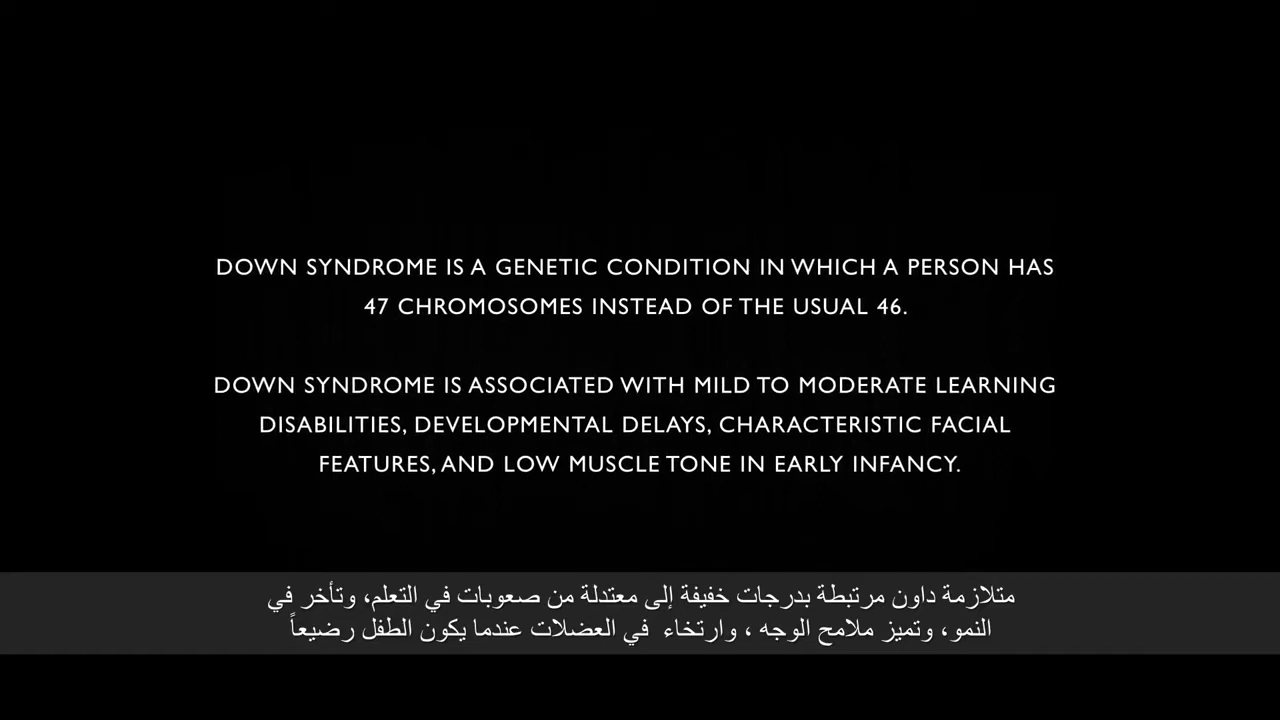 DOWN SYNDROME IS A GENETIC CONDITION IN WHICH A PERSON HAS
47 CHROMOSOMES INSTEAD OF THE USUAL 46.
DOWN SYNDROME IS ASSOCIATED WITH MILD TO MODERATE LEARNING
DISABILITIES, DEVELOPMENTAL DELAYS, CHARACTERISTIC FACIAL
FEATURES, AND LOW MUSCLE TONE IN EARLY INFANCY.
متلازمة داون مرتبطة بدرجات خفيفة إلى معتدلة من صعوبات في التعلم، وتأخر في
النمو، وتميز ملامح الوجه ، وارتخاء في العضلات عندما يكون الطفل رضيعاً